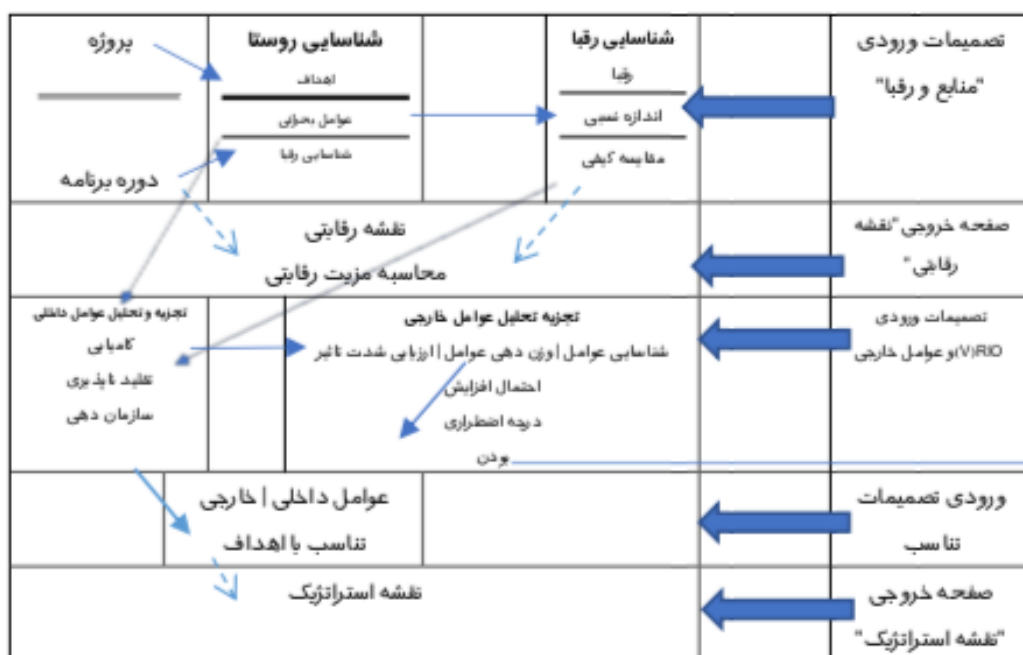 تصمیمات ورودی
"منابع و رقبا"
شناسایی رقبا
رقبا
اندازه نسبی
مقایسه کیفی
شناسایی روستا
اهداف
عوامل بحرانی
شناسایی رقبا
پروژه
دوره برنامه
صفحه خروجی"نقشه
رقابتی"
نقشه رقابتی
محاسبه مزیت رقابتی
تصمیمات ورودی
RIO(V)و عوامل خارجی
تجزیه تحلیل عوامل خارجی
شناسایی عوامل | وزن دهی عوامل | ارزیابی شدت تاثیر
احتمال افزایش
درجه اضطراری
بودن
تجزیه و تحلیل عوامل داخلی
کامیابی
تقلید ناپذیری
سازمان دهی
ورودی تصمیمات
تناسب
عوامل داخلی | خارجی
تناسب با اهداف
صفحه خروجی
"نقشه استراتژیک"
نقشه استراتژیک